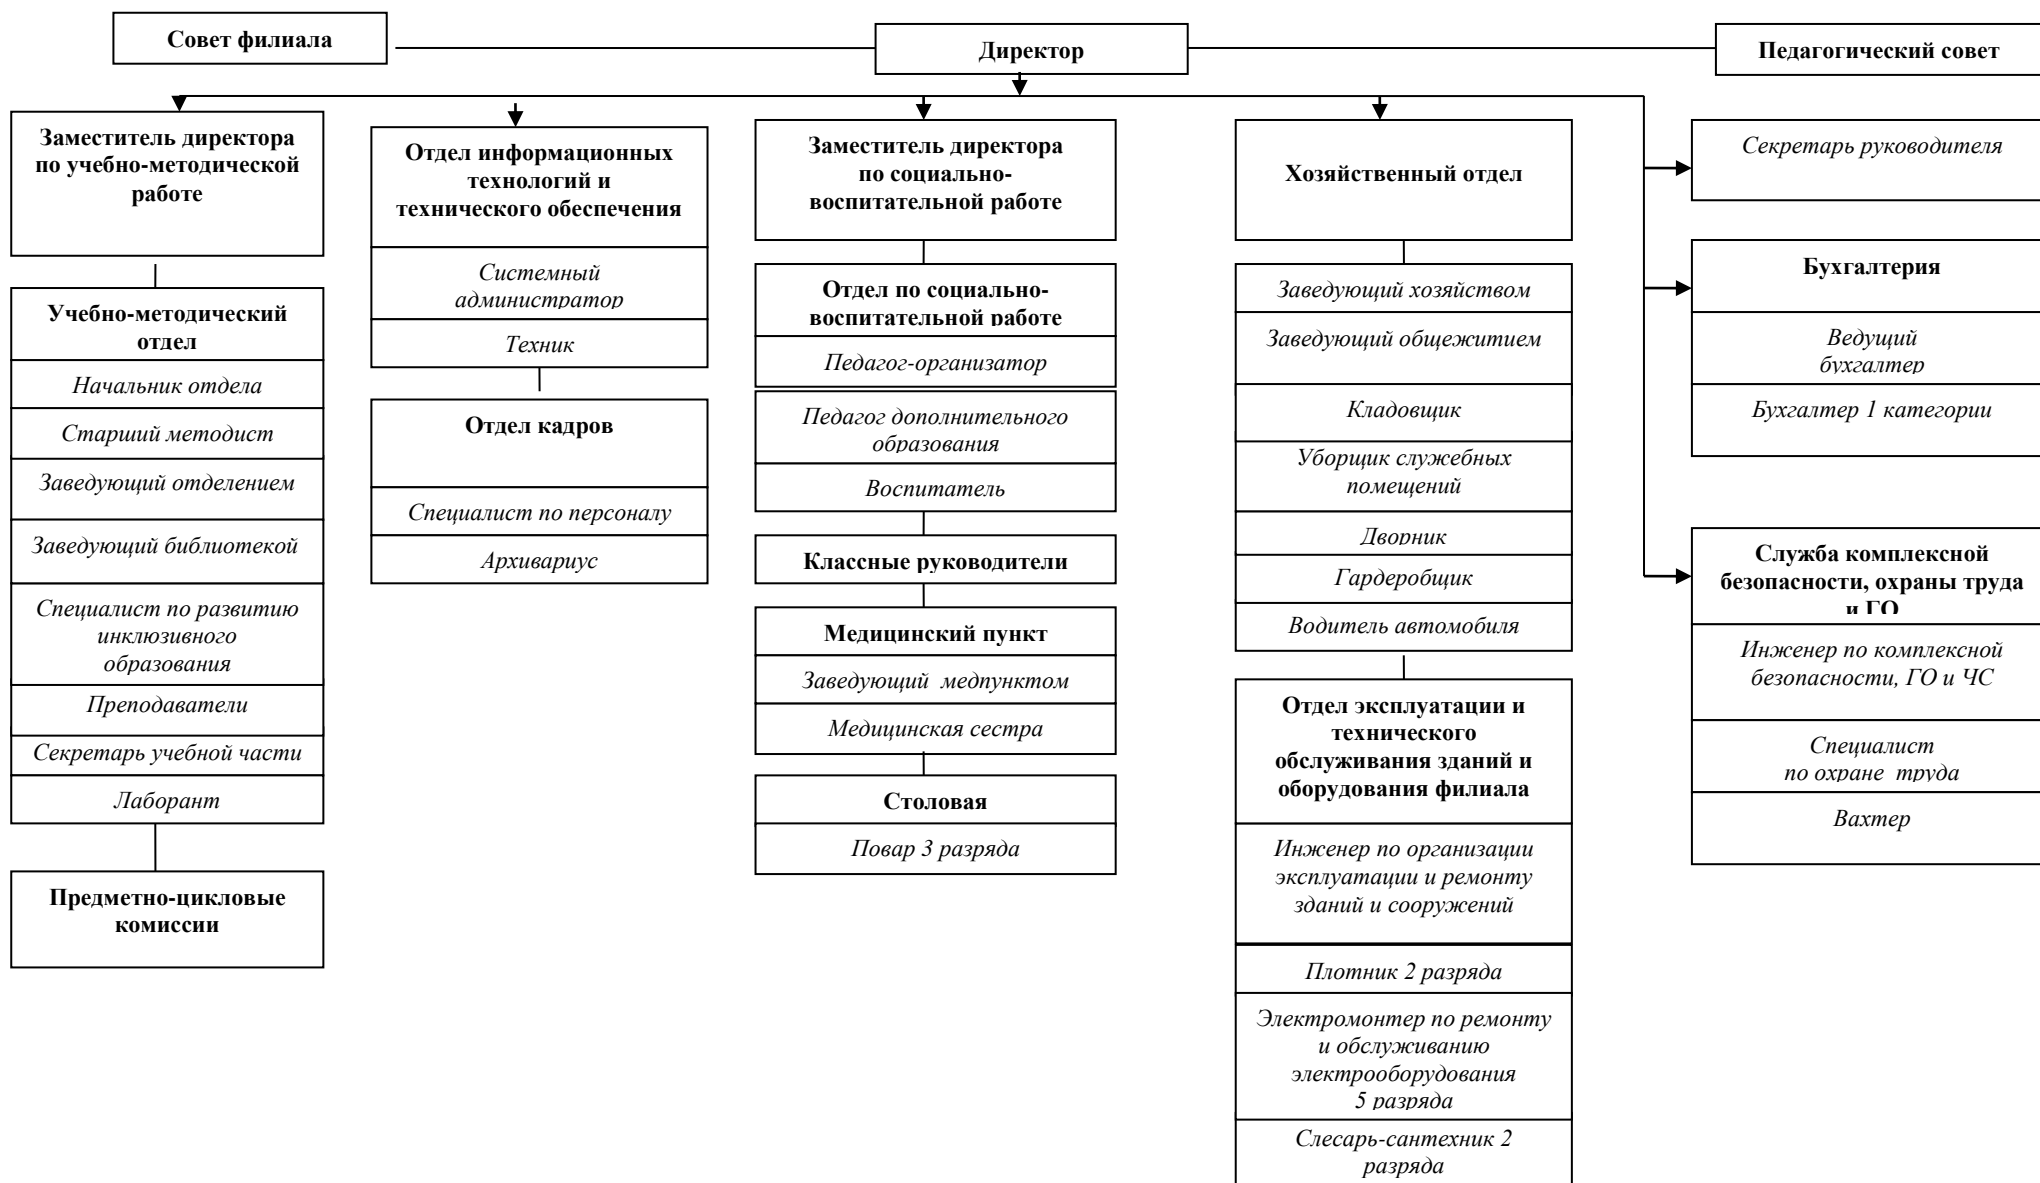 Совет филиала
Директор
Педагогический совет
Заместитель директора
по учебно-методической
работе
Учебно-методический
отдел
Начальник отдела
Старший методист
Заведующий отделением
Заведующий библиотекой
Специалист по развитию
инклюзивного
образования
Преподаватели
Секретарь учебной части
Лаборант
Предметно-цикловые
комиссии
Отдел информационных
технологий и
технического обеспечения
Системный
администратор
Техник
Отдел кадров
Специалист по персоналу
Архивариус
Заместитель директора
по социально-
воспитательной работе
Отдел по социально-
воспитательной работе
Педагог-организатор
Педагог дополнительного
образования
Воспитатель
Классные руководители
Медицинский пункт
Заведующий медпунктом
Медицинская сестра
Столовая
Повар 3 разряда
Хозяйственный отдел
Заведующий хозяйством
Заведующий общежитием
Кладовщик
Уборщик служебных
помещений
Дворник
Гардеробщик
Водитель автомобиля
Отдел эксплуатации и
технического
обслуживания зданий и
оборудования филиала
Инженер по организации
эксплуатации и ремонту
зданий и сооружений
Плотник 2 разряда
Электромонтер по ремонту
и обслуживанию
электрооборудования
5 разряда
Слесарь-сантехник 2
разряда
Секретарь руководителя
Бухгалтерия
Ведущий
бухгалтер
Бухгалтер 1 категории
Служба комплексной
безопасности, охраны труда
и ГО
Инженер по комплексной
безопасности, ГО и ЧС
Специалист
по охране труда
Вахтер